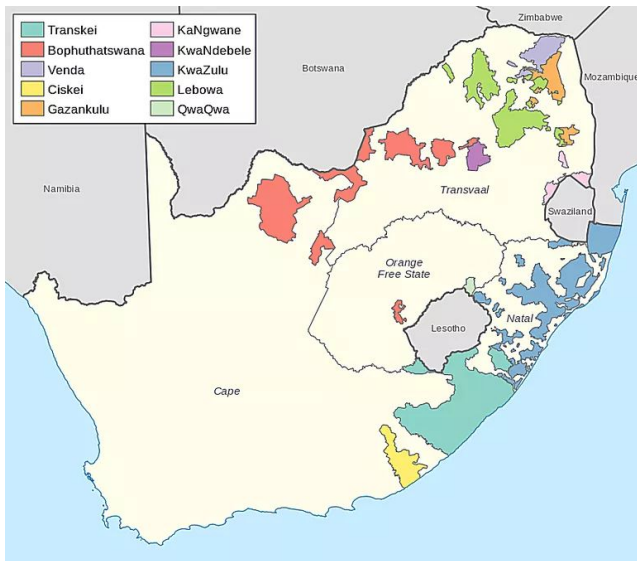 Transkei
Bophuthatswana
Venda
Ciskei
Gazankulu
KaNgwane
KwaNdebele
KwaZulu
Lebowa
QwaQwa
Zimbabwe
Botswana
Mozambique
Namibia
Transvaal
Swaziland
Orange
Free State
Natal
Lesotho
Cape